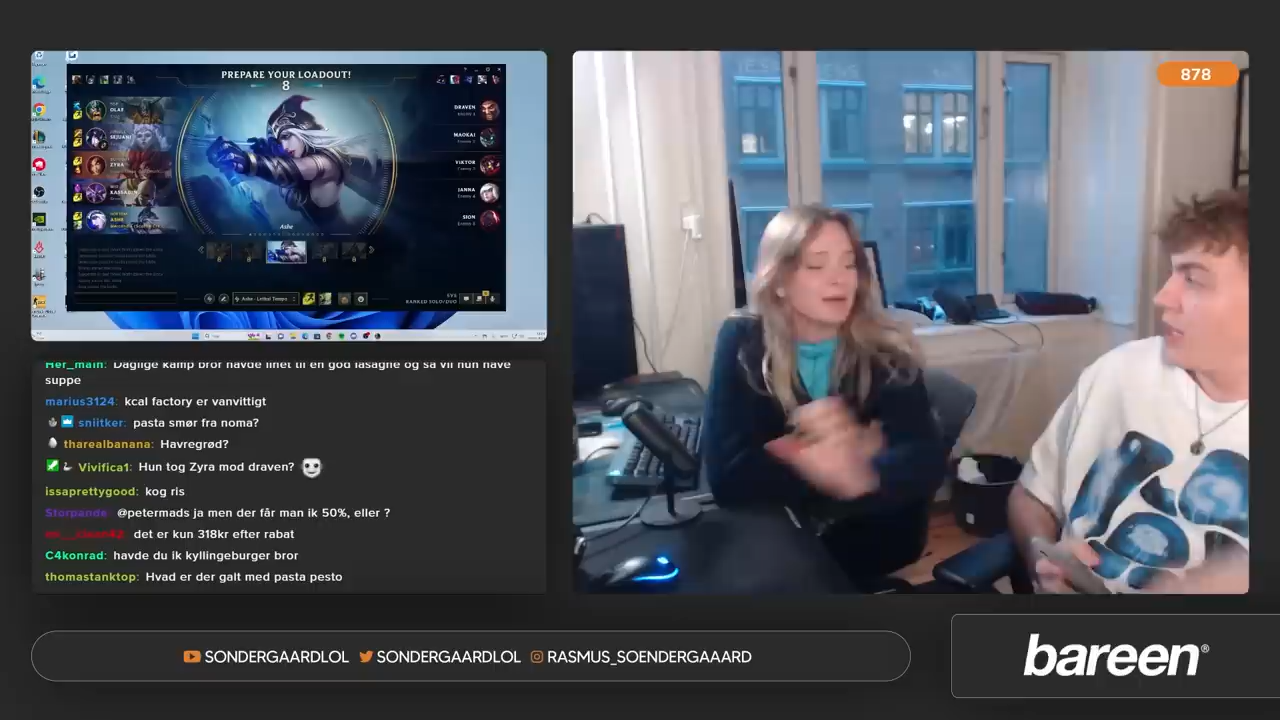 PREPARE YOUR LOADOUT!
8
OLAF
SEJUANI
ZYRA
KASSADIN
ASHE
DRAVEN
MAOKAI
VIKTOR
JANNA
SION
Ashe
Ashe - Lethal Tempo
RANKED SOLO/DUO
878
Her_main: Daglige kamp bror havde linet til en god lasagne og så vil hun have
suppe
marius3124: kcal factory er vanvittigt
sniitker: pasta smør fra noma?
tharealbanana: Havregrød?
Vivifica1: Hun tog Zyra mod draven?
issaprettygood: kog ris
Storpande: @petermads ja men der får man ik 50%, eller ?
det er kun 318kr efter rabat
C4konrad: havde du ik kyllingeburger bror
thomastanktop: Hvad er der galt med pasta pesto
SONDERGAARDLOL SONDERGAARDLOL RASMUS_SOENDERGAAARD
bareen®